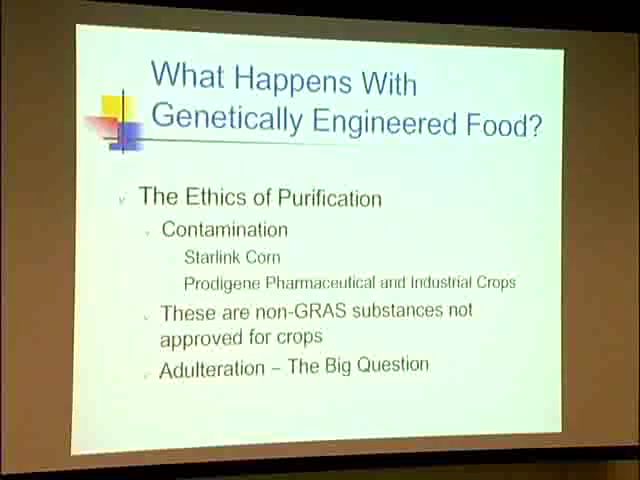 What Happens With
Genetically Engineered Food?
The Ethics of Purification
Contamination
Starlink Corn
Prodigene Pharmaceutical and Industrial Crops
These are non-GRAS substances not
approved for crops
Adulteration – The Big Question